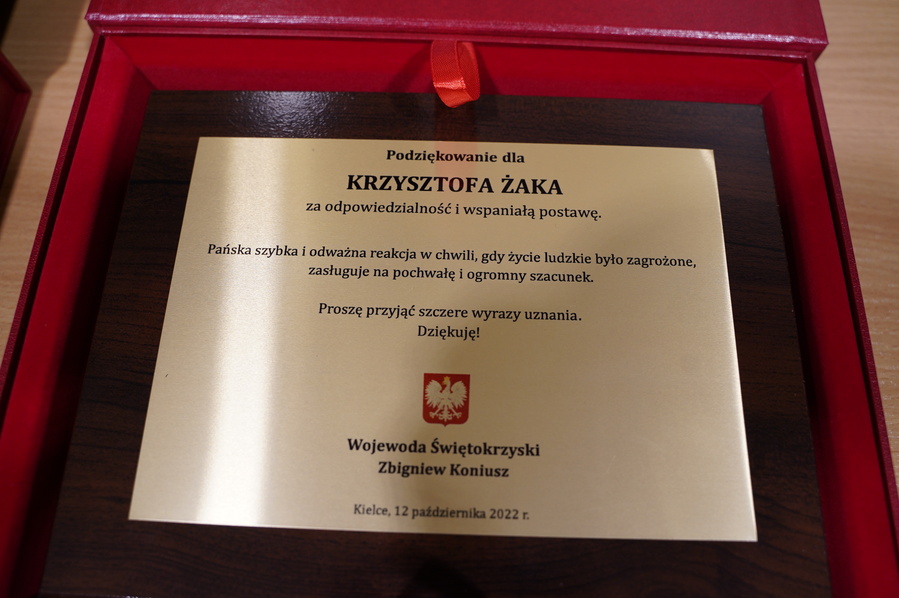 Podziękowanie dla
KRZYSZTOFA ŻAKA
za odpowiedzialność i wspaniałą postawę.
Pańska szybka i odważna reakcja w chwili, gdy życie ludzkie było zagrożone,
zasługuje na pochwałę i ogromny szacunek.
Proszę przyjąć szczere wyrazy uznania.
Dziękuję!
Wojewoda Świętokrzyski
Zbigniew Koniusz
Kielce, 12 października 2022 r.